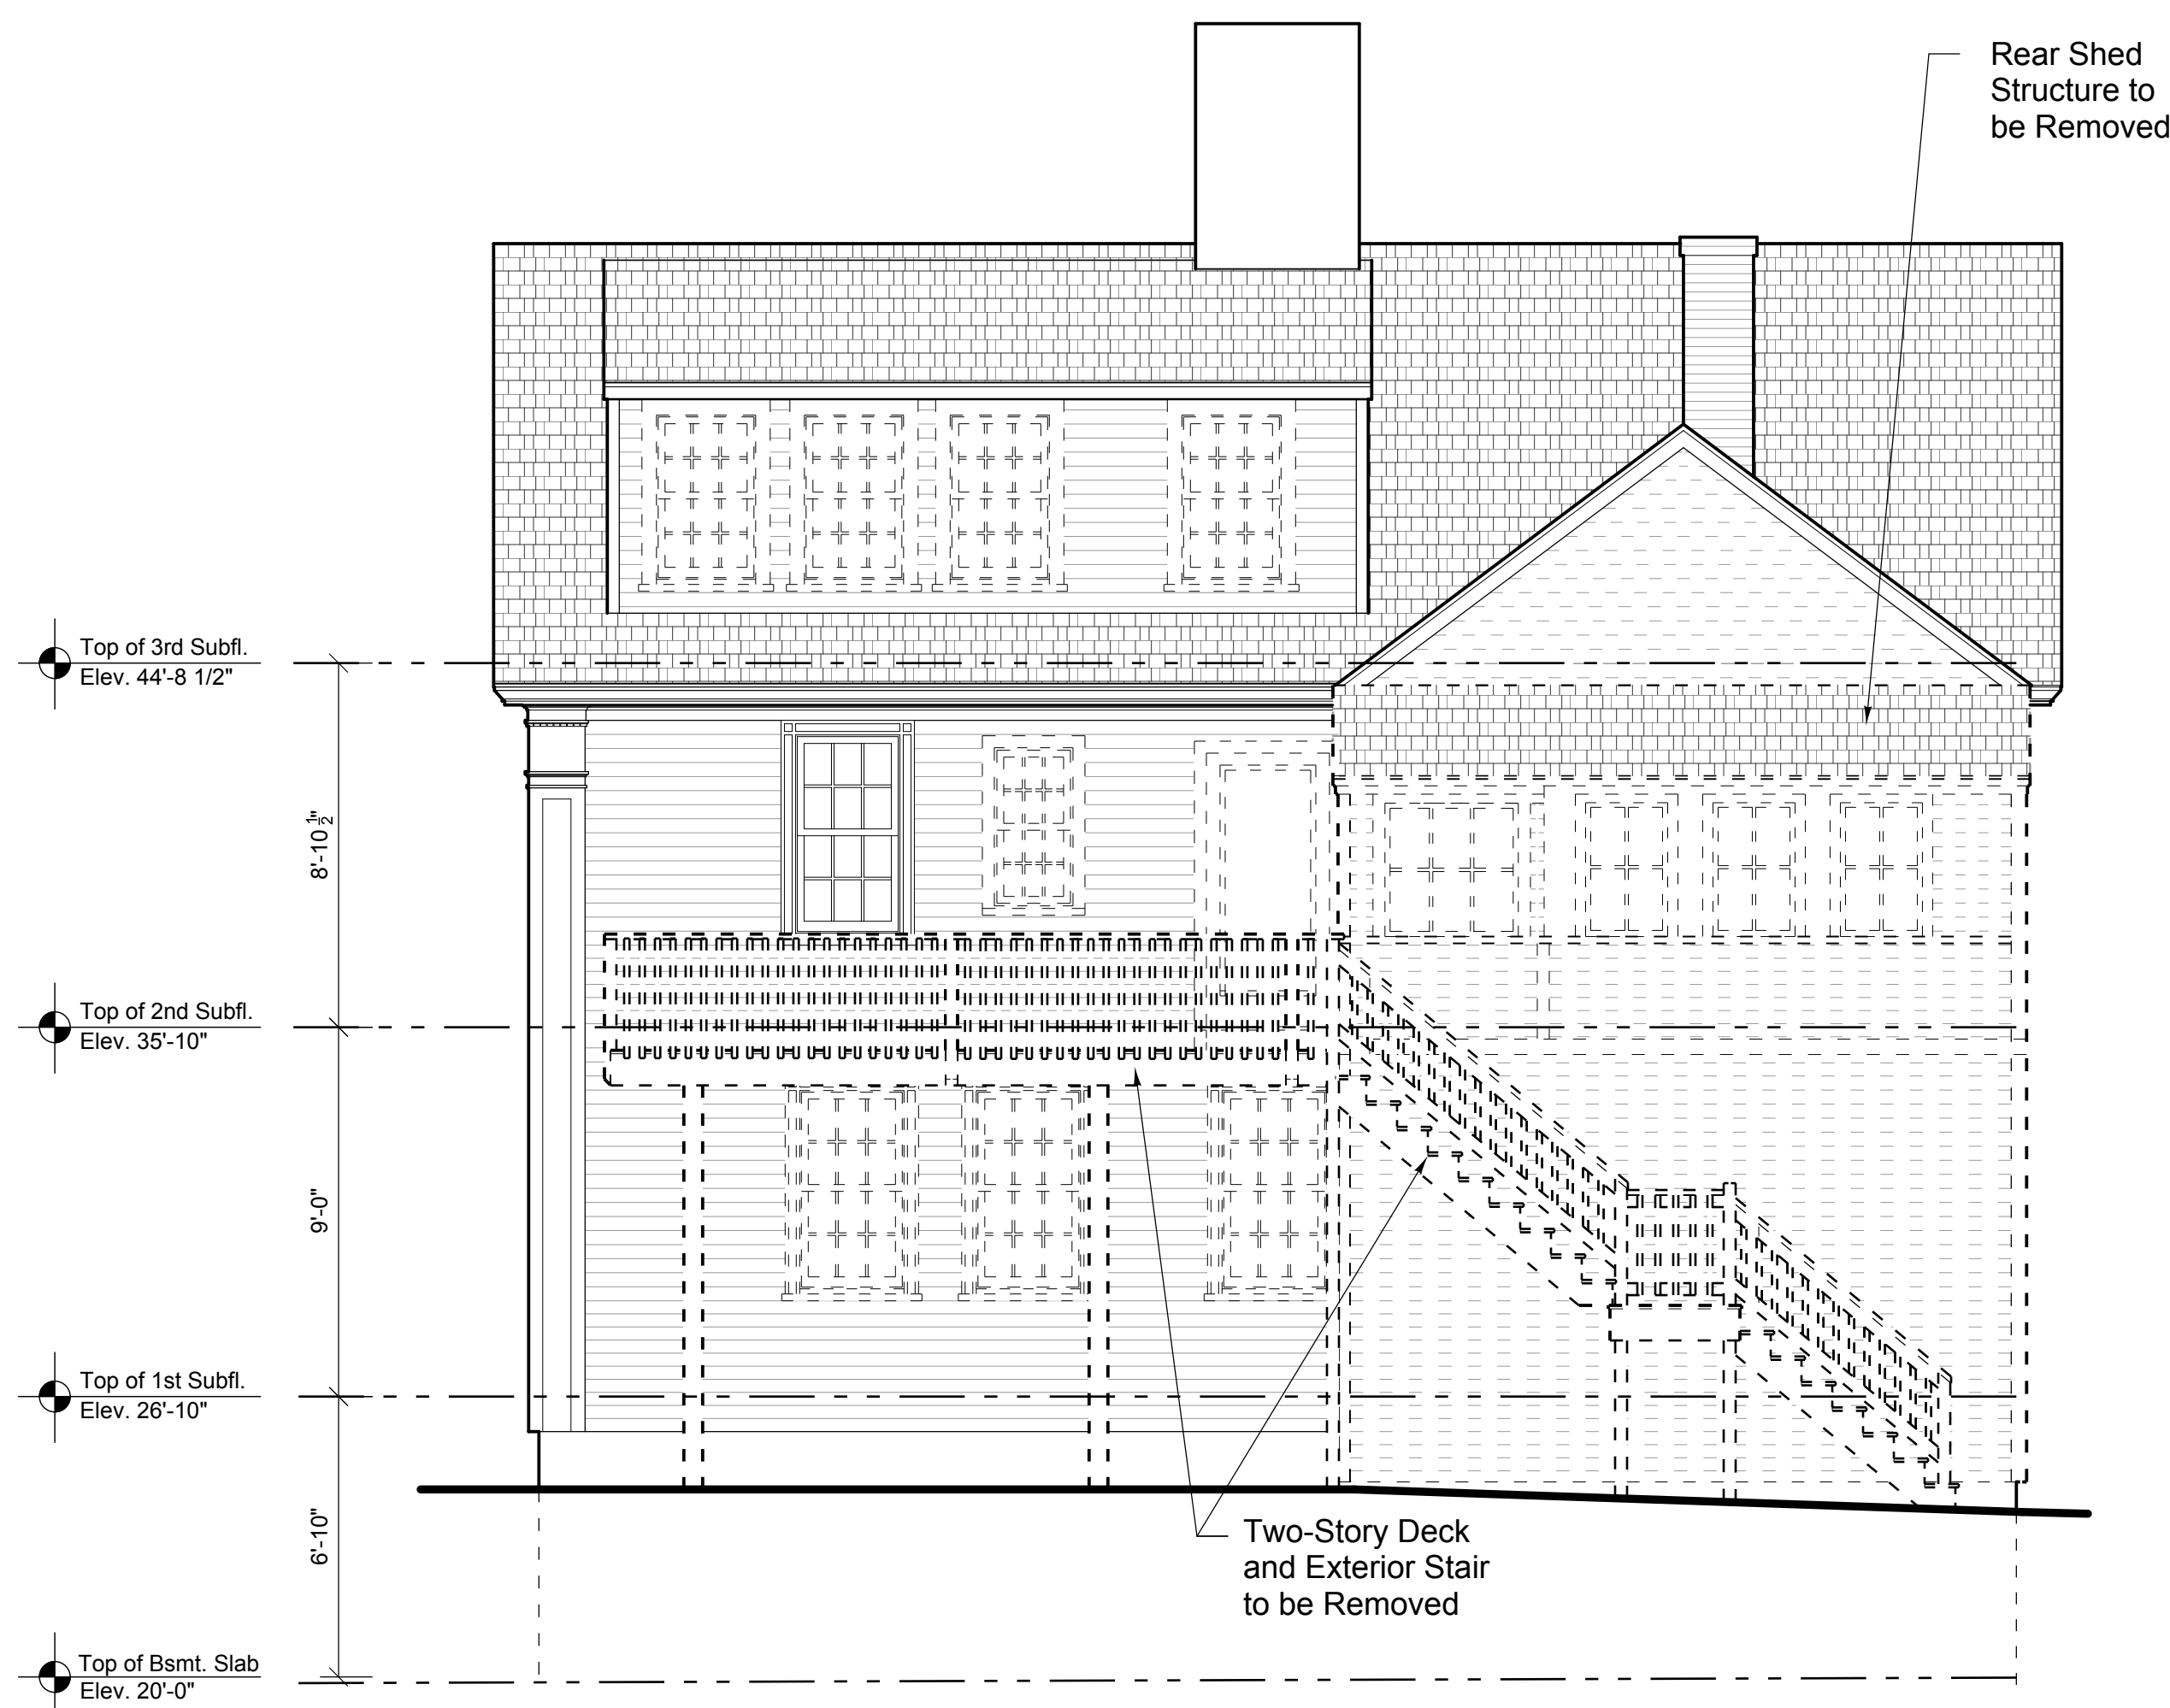 Rear Shed
Structure to
be Removed
Top of 3rd Subfl.
Elev. 44'-8 1/2"
8'-10 1/2"
Top of 2nd Subfl.
Elev. 35'-10"
9'-0"
Top of 1st Subfl.
Elev. 26'-10"
6'-10"
Two-Story Deck
and Exterior Stair
to be Removed
Top of Bsmt. Slab
Elev. 20'-0"